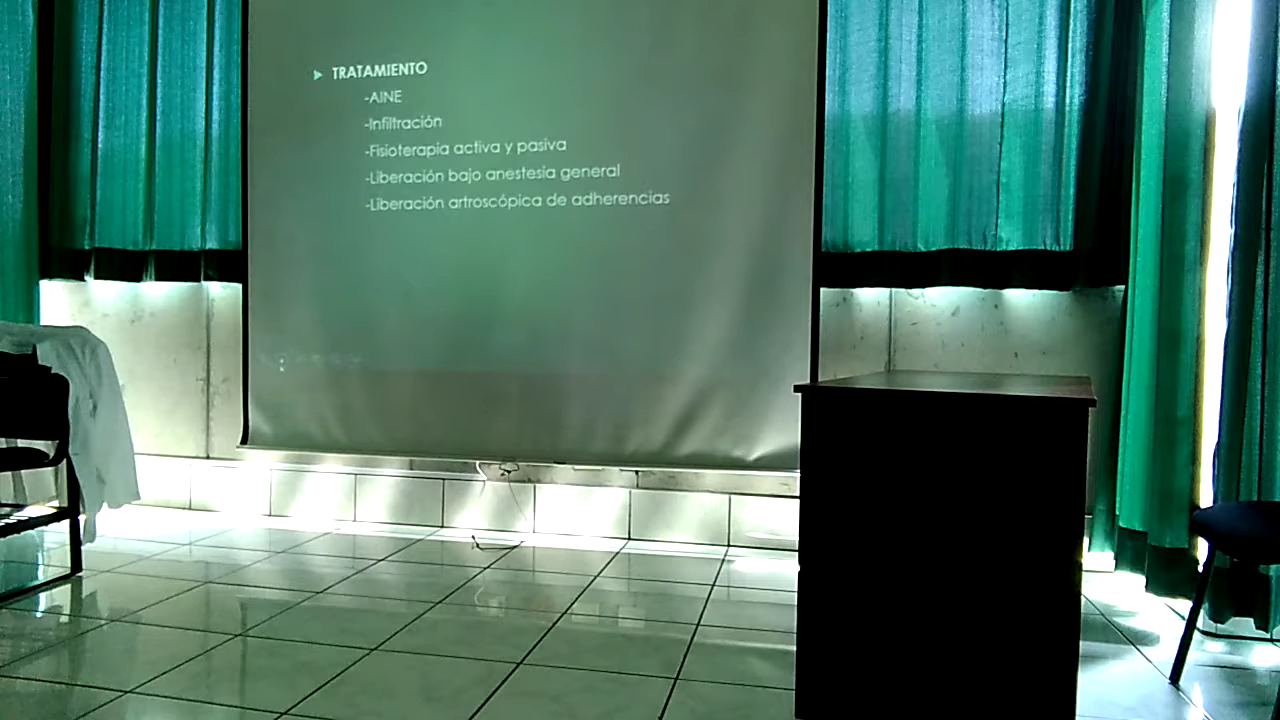 TRATAMIENTO
-AINE
-Infiltración
-Fisioterapia activa y pasiva
-Liberación bajo anestesia general
-Liberación artroscópica de adherencias